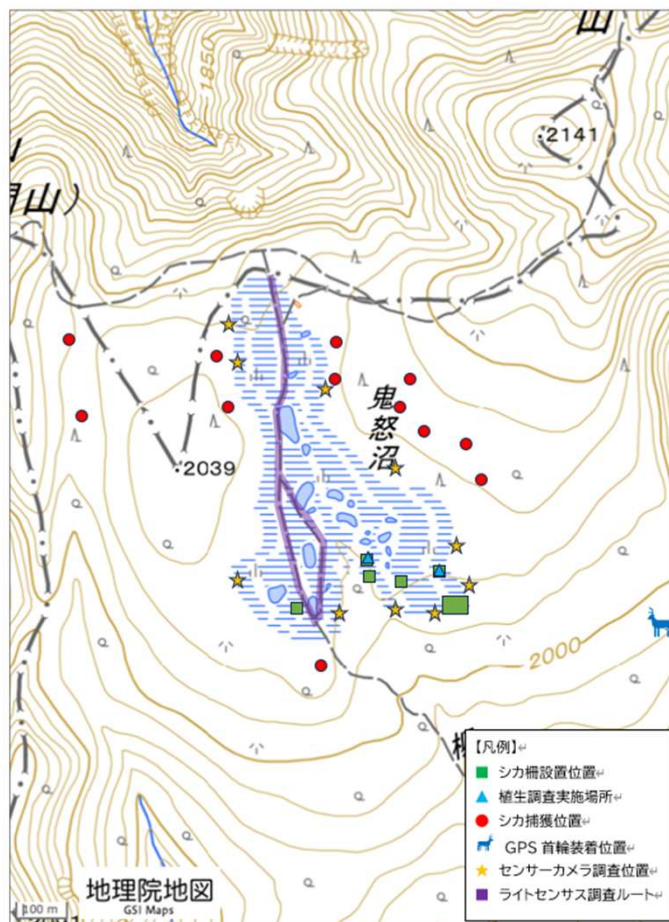 山
1850
2141
山）
鬼怒沼
2039
2000
【凡例】↵
シカ柵設置位置↵
植生調査実施場所↵
シカ捕獲位置↵
GPS 首輪装着位置↵
センサーカメラ調査位置↵
ライトセンサス調査ルート↵
地理院地図
GSI Maps
100 m